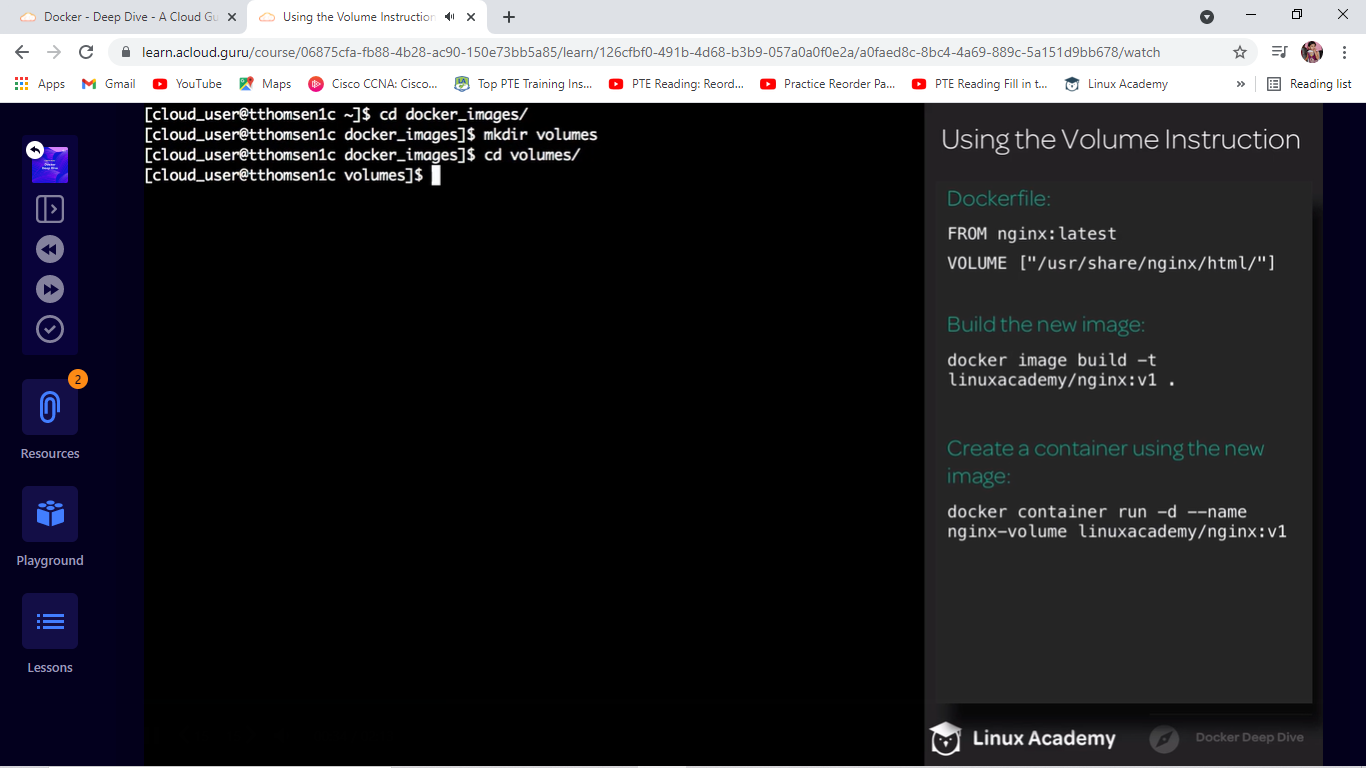 Docker - Deep Dive - A Cloud Gu
Using the Volume Instruction
learn.acloud.guru/course/06875cfa-fb88-4b28-ac90-150e73bb5a85/learn/126cfbf0-491b-4d68-b3b9-057a0a0f0e2a/a0faed8c-8bc4-4a69-889c-5a151d9bb678/watch
Apps Gmail YouTube Maps Cisco CCNA: Cisco... Top PTE Training Ins... PTE Reading: Reord... Practice Reorder Pa... PTE Reading Fill in t... Linux Academy » Reading list
[cloud_user@tthomsen1c ~]$ cd docker_images/
[cloud_user@tthomsen1c docker_images]$ mkdir volumes
[cloud_user@tthomsen1c docker_images]$ cd volumes/
[cloud_user@tthomsen1c volumes]$
2
Resources
Playground
Lessons
Using the Volume Instruction
Dockerfile:
FROM nginx:latest
VOLUME ["/usr/share/nginx/html/"]
Build the new image:
docker image build -t
linuxacademy/nginx:v1 .
Create a container using the new
image:
docker container run -d --name
nginx-volume linuxacademy/nginx:v1
Linux Academy
Docker Deep Dive